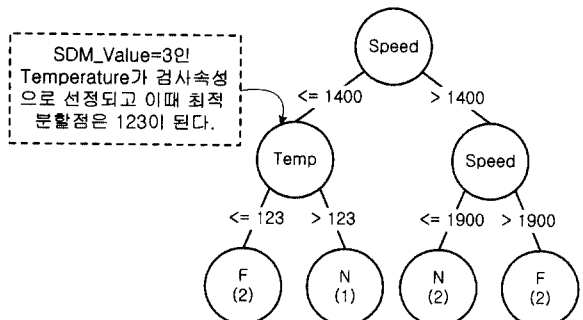 SDM_Value=3인
Temperature가 검사속성
으로 선정되고 이때 최적
분할점은 123이 된다.
Speed
<= 1400 > 1400
Temp Speed
<= 123 > 123 <= 1900 > 1900
F N N F
(2) (1) (2) (2)